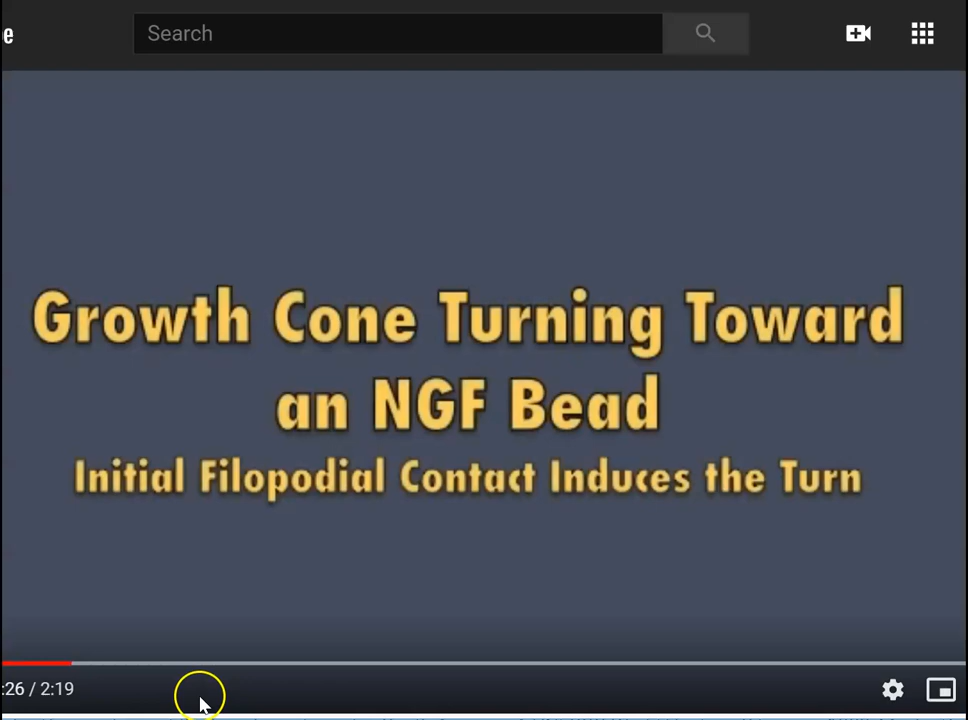 e
Search
Growth Cone Turning Toward
an NGF Bead
Initial Filopodial Contact Induces the Turn
:26 / 2:19